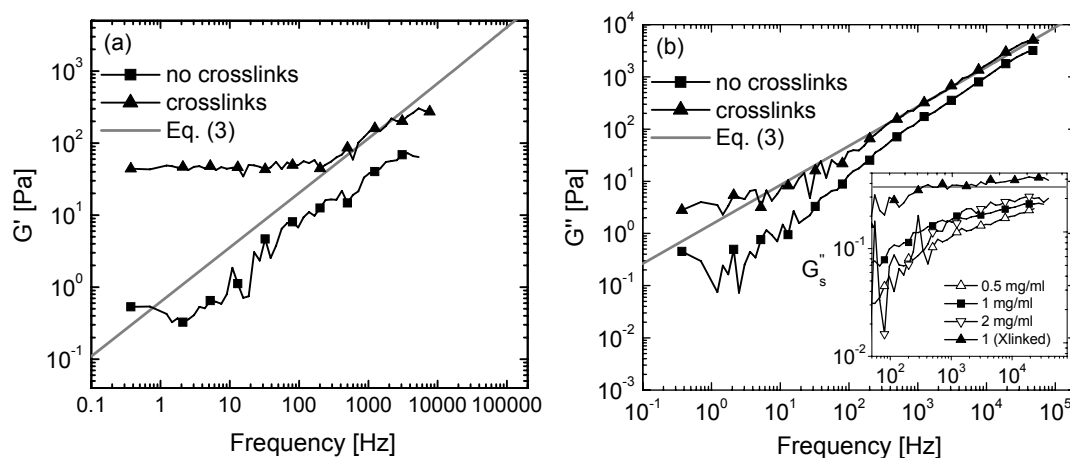 (a)
no crosslinks
crosslinks
Eq. (3)
G' [Pa]
10^3
10^2
10^1
10^0
10^-1
0.1 1 10 100 1000 10000 100000
Frequency [Hz]
(b)
no crosslinks
crosslinks
Eq. (3)
G'' [Pa]
10^4
10^3
10^2
10^1
10^0
10^-1
10^-2
10^-3
10^-1 10^0 10^1 10^2 10^3 10^4 10^5
Frequency [Hz]
G_s''
10^-1
10^-2
0.5 mg/ml
1 mg/ml
2 mg/ml
1 (Xlinked)
10^2 10^3 10^4